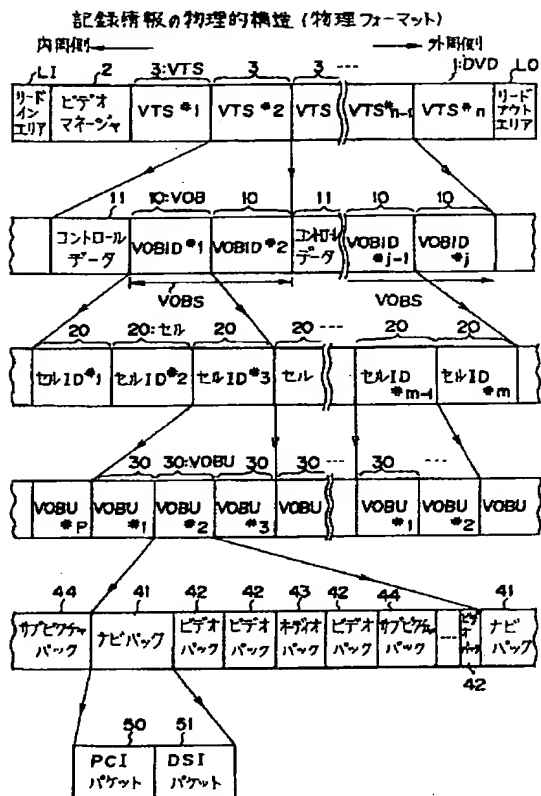 記録情報の物理的構造(物理フォーマット)
内周側 外周側
LI 2 3:VTS 3 3 --- 1:DVD LO
リードインエリア ビデオマネージャ VTS #1 VTS #2 VTS VTS #n-1 VTS #n リードアウトエリア
11 10:VOB 10 11 10 10
コントロールデータ VOBID #1 VOBID #2 コントロールデータ VOBID #j-1 VOBID #j
VOBS VOBS
20 20:セル 20 20 --- 20 20
セルID #1 セルID #2 セルID #3 セル セルID #m-1 セルID #m
30 30:VOBU 30 30 --- 30 ---
VOBU #P VOBU #1 VOBU #2 VOBU #3 VOBU VOBU #1 VOBU #2 VOBU
44 41 42 42 43 42 44 41
サブピクチャパック ナビパック ビデオパック ビデオパック オーディオパック ビデオパック サブピクチャパック --- ビデオパック ナビパック
42
50 51
PCIパケット DSIパケット